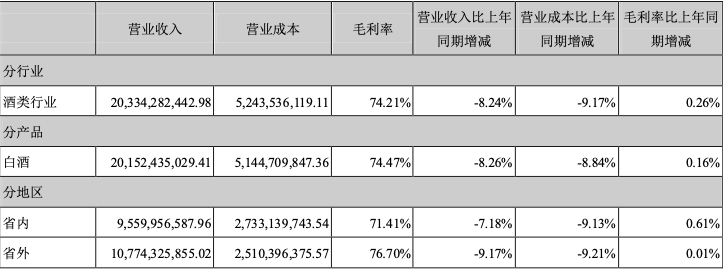 营业收入 营业成本 毛利率 营业收入比上年同期增减 营业成本比上年同期增减 毛利率比上年同期增减
分行业
酒类行业 20,334,282,442.98 5,243,536,119.11 74.21% -8.24% -9.17% 0.26%
分产品
白酒 20,152,435,029.41 5,144,709,847.36 74.47% -8.26% -8.84% 0.16%
分地区
省内 9,559,956,587.96 2,733,139,743.54 71.41% -7.18% -9.13% 0.61%
省外 10,774,325,855.02 2,510,396,375.57 76.70% -9.17% -9.21% 0.01%